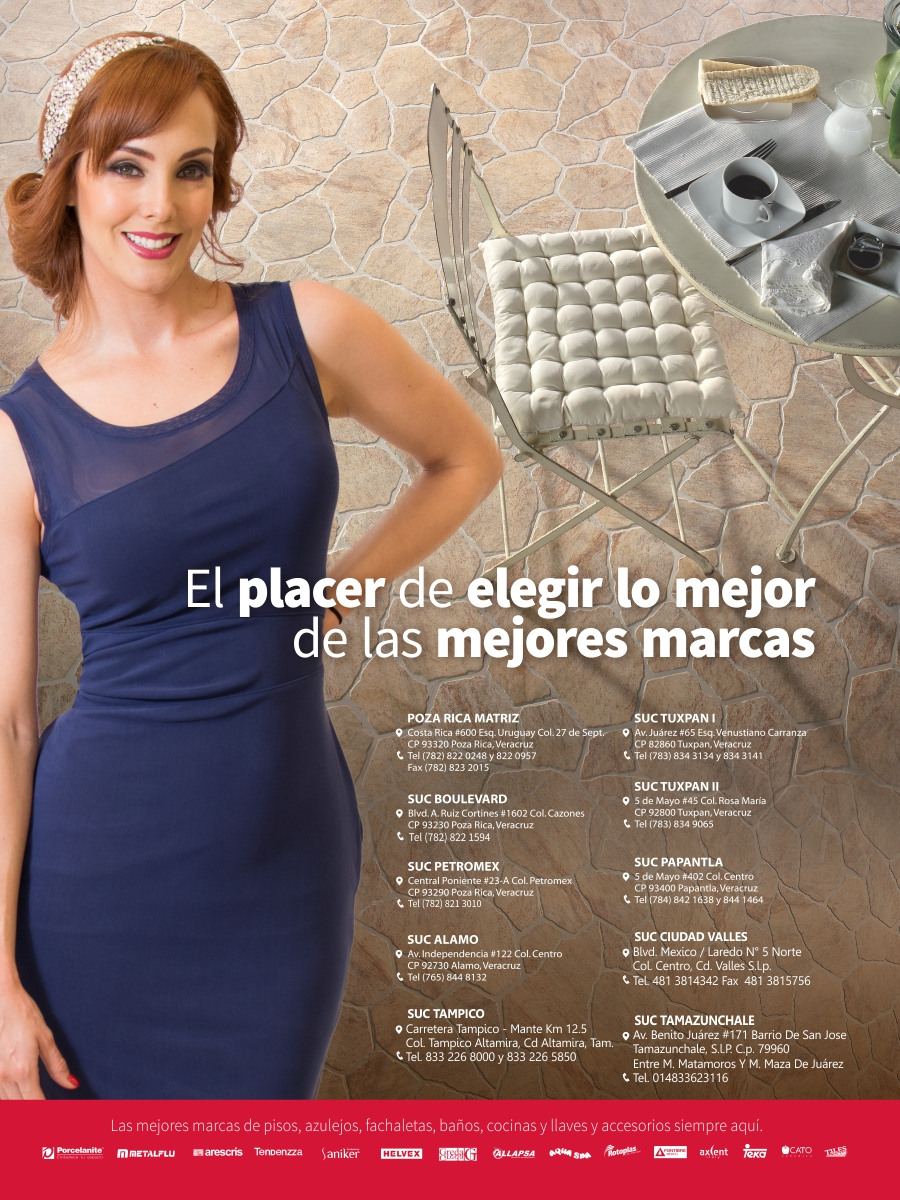 El placer de elegir lo mejor
de las mejores marcas
POZA RICA MATRIZ
Costa Rica #600 Esq. Uruguay Col. 27 de Sept.
CP 93320 Poza Rica, Veracruz
Tel (782) 822 0248 y 822 0957
Fax (782) 823 2015
SUC BOULEVARD
Blvd. A. Ruiz Cortines #1602 Col. Cazones
CP 93230 Poza Rica, Veracruz
Tel (782) 822 1594
SUC PETROMEX
Central Poniente #23-A Col. Petromex
CP 93290 Poza Rica, Veracruz
Tel (782) 821 3010
SUC ALAMO
Av. Independencia #122 Col. Centro
CP 92730 Alamo, Veracruz
Tel (765) 844 8132
SUC TAMPICO
Carretera Tampico - Mante Km 12.5
Col. Tampico Altamira, Cd Altamira, Tam.
Tel. 833 226 8000 y 833 226 5850
SUC TUXPAN I
Av. Juárez #65 Esq. Venustiano Carranza
CP 82860 Tuxpan, Veracruz
Tel (783) 834 3134 y 834 3141
SUC TUXPAN II
5 de Mayo #45 Col. Rosa María
CP 92800 Tuxpan, Veracruz
Tel (783) 834 9065
SUC PAPANTLA
5 de Mayo #402 Col. Centro
CP 93400 Papantla, Veracruz
Tel (784) 842 1638 y 844 1464
SUC CIUDAD VALLES
Blvd. Mexico / Laredo N° 5 Norte
Col. Centro, Cd. Valles S.l.p.
Tel. 481 3814342 Fax 481 3815756
SUC TAMAZUNCHALE
Av. Benito Juárez #171 Barrio De San Jose
Tamazunchale, S.l.P. C.p. 79960
Entre M. Matamoros Y M. Maza De Juárez
Tel. 014833623116
Las mejores marcas de pisos, azulejos, fachaletas, baños, cocinas y llaves y accesorios siempre aquí.
Porcelanite METALFLU arescris Tendenzza Saniker HELVEX ALLAPSA AQUA SPA Rotoplas FONTIBRE axcent Teka CATO